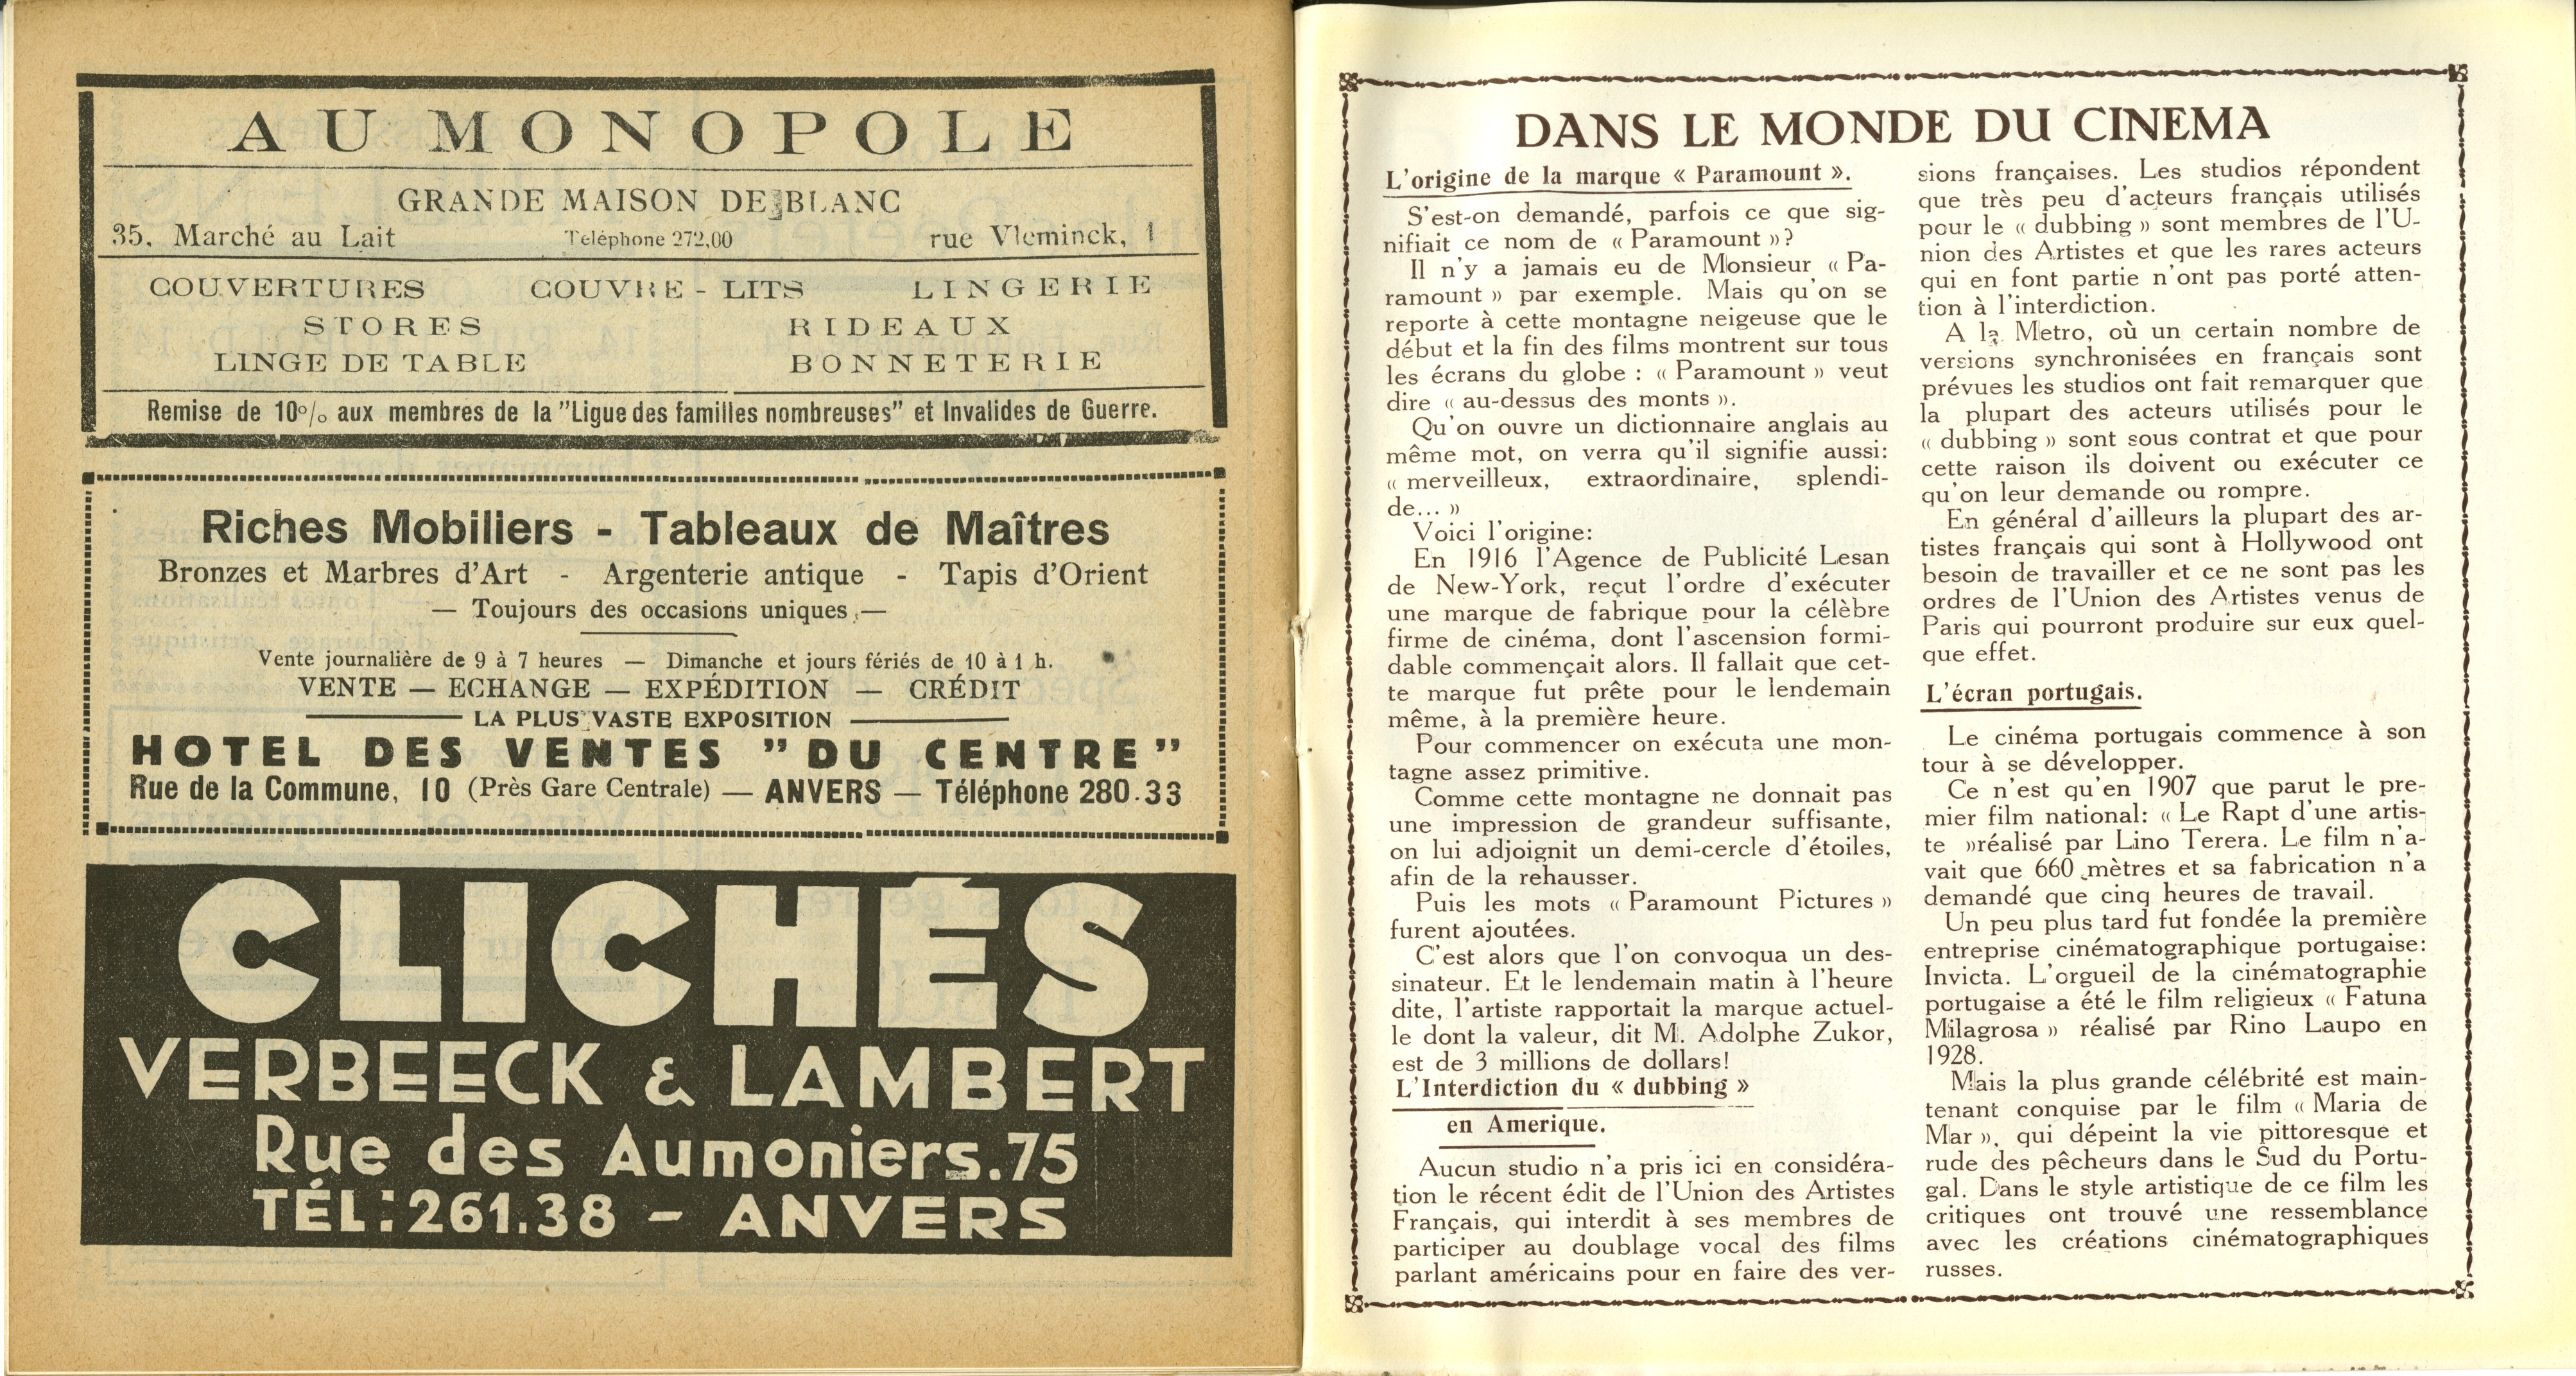 AU MONOPOLE
GRANDE MAISON DE BLANC
35, Marché au Lait Téléphone 272,00 rue Vleminck, 1
COUVERTURES COUVRE-LITS LINGERIE
STORES RIDEAUX
LINGE DE TABLE BONNETERIE
Remise de 10% aux membres de la "Ligue des familles nombreuses" et Invalides de Guerre.
Riches Mobiliers - Tableaux de Maîtres
Bronzes et Marbres d'Art - Argenterie antique - Tapis d'Orient
— Toujours des occasions uniques —
Vente journalière de 9 à 7 heures — Dimanche et jours fériés de 10 à 1 h.
VENTE — ECHANGE — EXPÉDITION — CRÉDIT
LA PLUS VASTE EXPOSITION
HOTEL DES VENTES "DU CENTRE"
Rue de la Commune, 10 (Près Gare Centrale) — ANVERS — Téléphone 280.33
CLICHÉS
VERBEECK & LAMBERT
Rue des Aumoniers.75
TÉL:261.38 - ANVERS
DANS LE MONDE DU CINEMA
L'origine de la marque « Paramount ».
S'est-on demandé, parfois ce que sig-
nifiait ce nom de « Paramount »?
Il n'y a jamais eu de Monsieur « Pa-
ramount » par exemple. Mais qu'on se
reporte à cette montagne neigeuse que le
début et la fin des films montrent sur tous
les écrans du globe : « Paramount » veut
dire « au-dessus des monts ».
Qu'on ouvre un dictionnaire anglais au
même mot, on verra qu'il signifie aussi:
« merveilleux, extraordinaire, splendi-
de... »
Voici l'origine:
En 1916 l'Agence de Publicité Lesan
de New-York, reçut l'ordre d'exécuter
une marque de fabrique pour la célèbre
firme de cinéma, dont l'ascension formi-
dable commençait alors. Il fallait que cet-
te marque fut prête pour le lendemain
même, à la première heure.
Pour commencer on exécuta une mon-
tagne assez primitive.
Comme cette montagne ne donnait pas
une impression de grandeur suffisante,
on lui adjoignit un demi-cercle d'étoiles,
afin de la rehausser.
Puis les mots « Paramount Pictures »
furent ajoutées.
C'est alors que l'on convoqua un des-
sinateur. Et le lendemain matin à l'heure
dite, l'artiste rapportait la marque actuel-
le dont la valeur, dit M. Adolphe Zukor,
est de 3 millions de dollars!
L'Interdiction du « dubbing »
en Amerique.
Aucun studio n'a pris ici en considéra-
tion le récent édit de l'Union des Artistes
Français, qui interdit à ses membres de
participer au doublage vocal des films
parlant américains pour en faire des ver-
sions françaises. Les studios répondent
que très peu d'acteurs français utilisés
pour le « dubbing » sont membres de l'U-
nion des Artistes et que les rares acteurs
qui en font partie n'ont pas porté atten-
tion à l'interdiction.
A la Metro, où un certain nombre de
versions synchronisées en français sont
prévues les studios ont fait remarquer que
la plupart des acteurs utilisés pour le
« dubbing » sont sous contrat et que pour
cette raison ils doivent ou exécuter ce
qu'on leur demande ou rompre.
En général d'ailleurs la plupart des ar-
tistes français qui sont à Hollywood ont
besoin de travailler et ce ne sont pas les
ordres de l'Union des Artistes venus de
Paris qui pourront produire sur eux quel-
que effet.
L'écran portugais.
Le cinéma portugais commence à son
tour à se développer.
Ce n'est qu'en 1907 que parut le pre-
mier film national: « Le Rapt d'une artis-
te »réalisé par Lino Terera. Le film n'a-
vait que 660 mètres et sa fabrication n'a
demandé que cinq heures de travail.
Un peu plus tard fut fondée la première
entreprise cinématographique portugaise:
Invicta. L'orgueil de la cinématographie
portugaise a été le film religieux « Fatuna
Milagrosa » réalisé par Rino Laupo en
1928.
Mais la plus grande célébrité est main-
tenant conquise par le film « Maria de
Mar », qui dépeint la vie pittoresque et
rude des pêcheurs dans le Sud du Portu-
gal. Dans le style artistique de ce film les
critiques ont trouvé une ressemblance
avec les créations cinématographiques
russes.